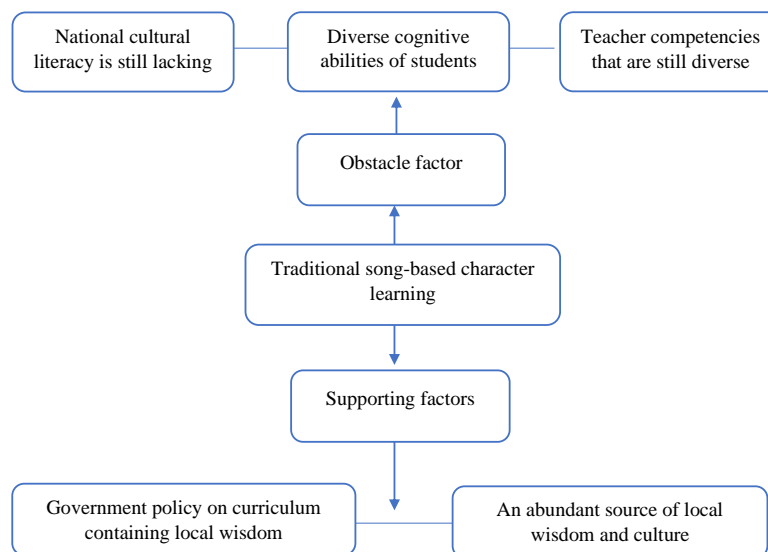 National cultural
literacy is still lacking
Diverse cognitive
abilities of students
Teacher competencies
that are still diverse
Obstacle factor
Traditional song-based character
learning
Supporting factors
Government policy on curriculum
containing local wisdom
An abundant source of local
wisdom and culture